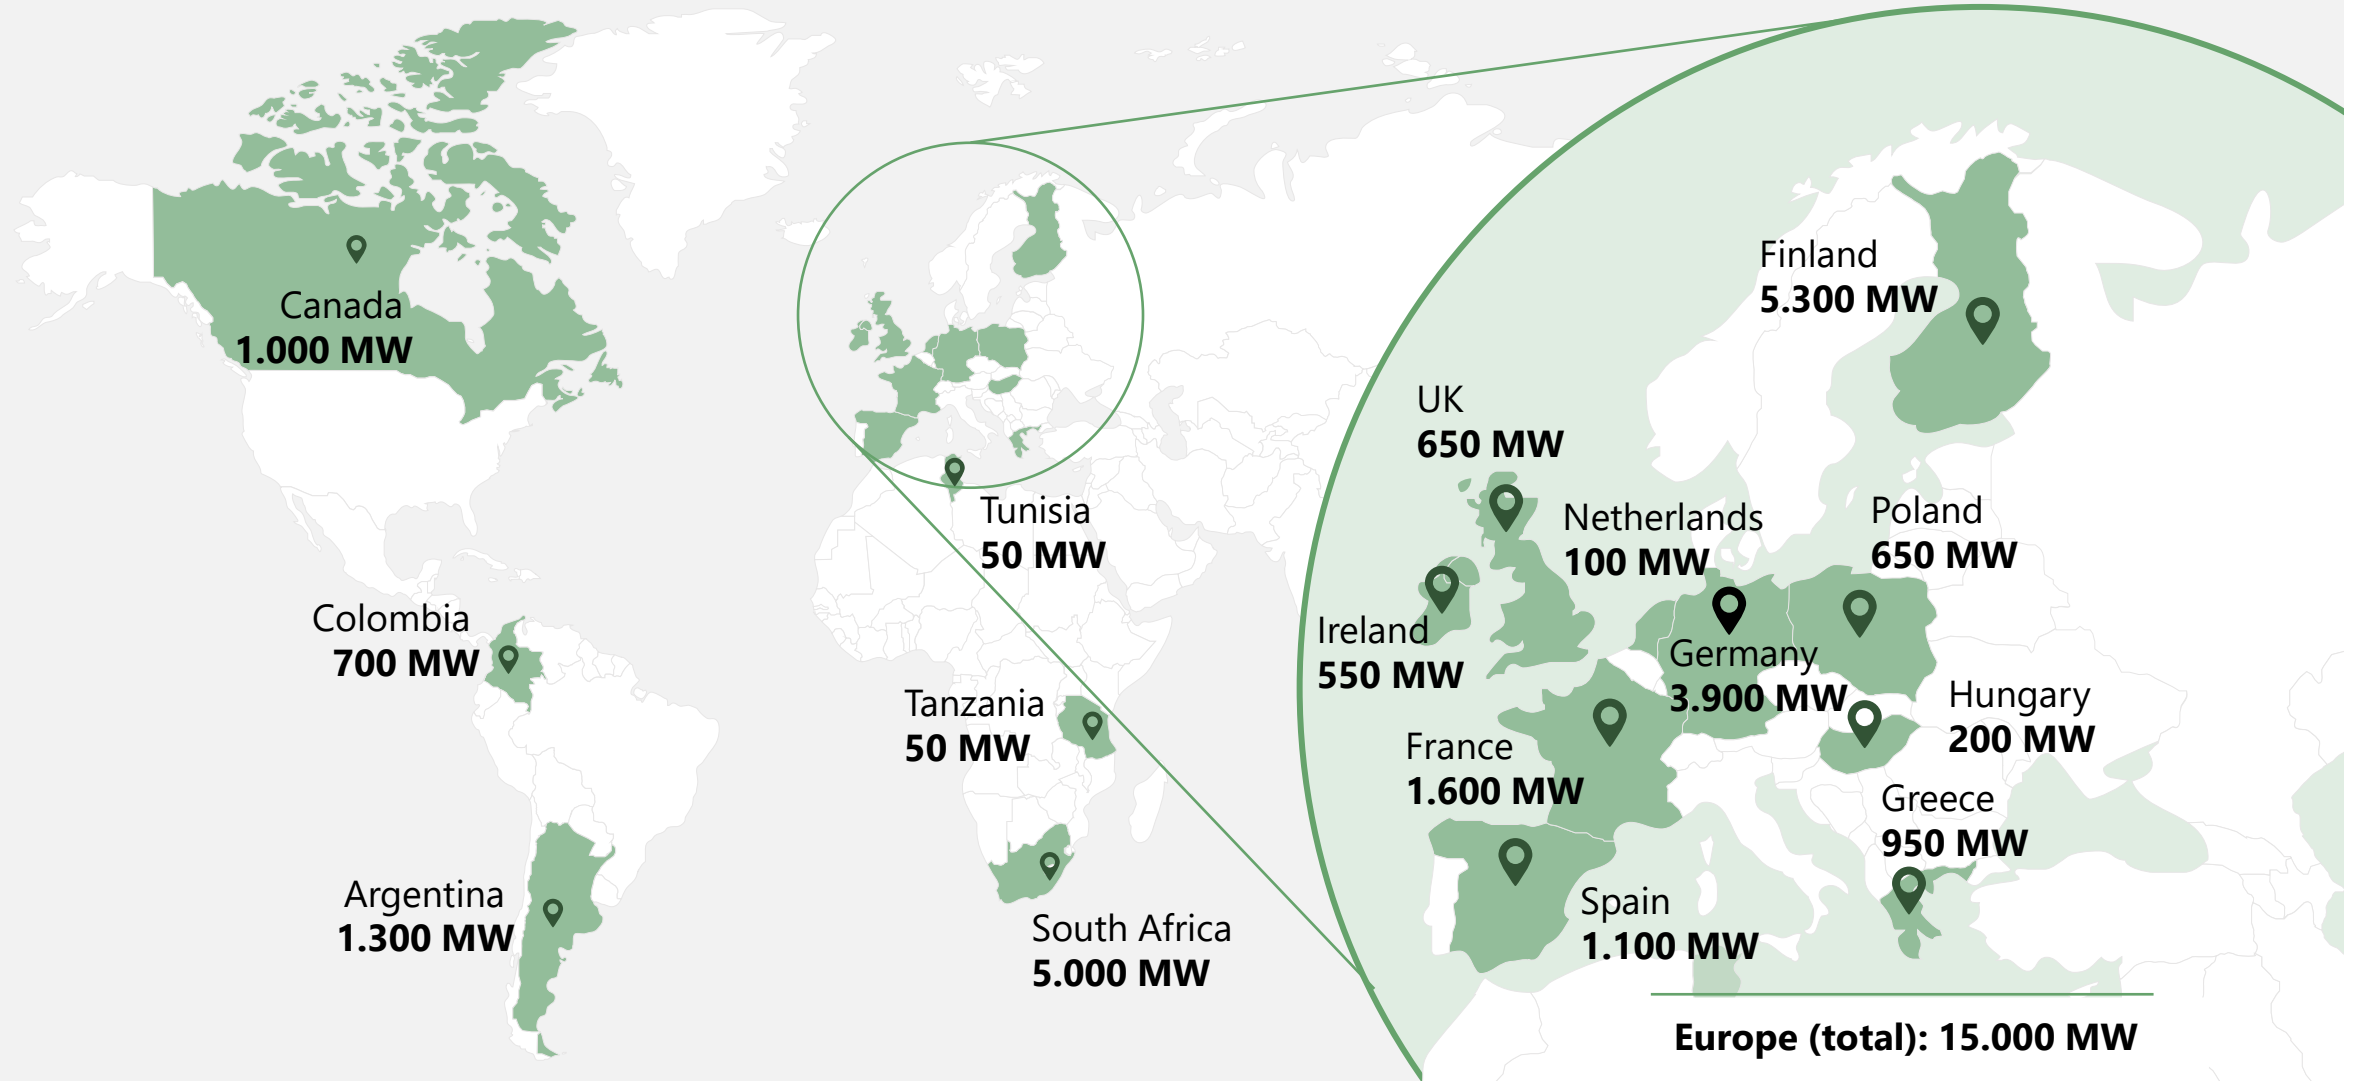 Canada
1.000 MW
Colombia
700 MW
Argentina
1.300 MW
Tunisia
50 MW
Tanzania
50 MW
South Africa
5.000 MW
Finland
5.300 MW
UK
650 MW
Netherlands
100 MW
Poland
650 MW
Ireland
550 MW
Germany
3.900 MW
Hungary
200 MW
France
1.600 MW
Greece
950 MW
Spain
1.100 MW
Europe (total): 15.000 MW